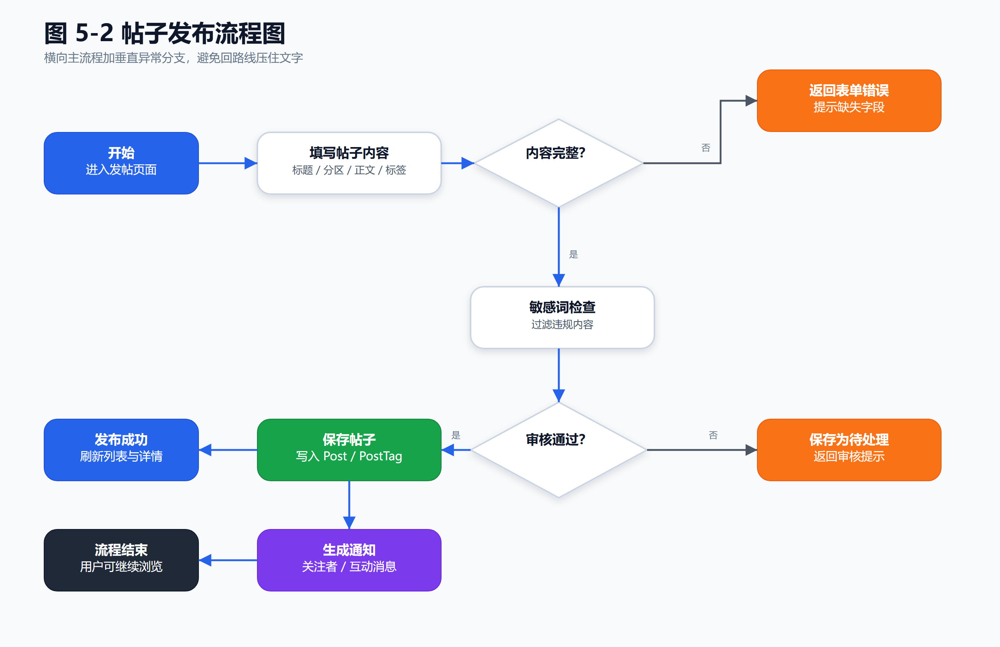 图 5-2 帖子发布流程图
横向主流程加垂直异常分支，避免回路线压住文字
返回表单错误
提示缺失字段
开始
进入发帖页面
填写帖子内容
标题 / 分区 / 正文 / 标签
内容完整？
否
是
敏感词检查
过滤违规内容
发布成功
刷新列表与详情
保存帖子
写入 Post / PostTag
是
审核通过？
否
保存为待处理
返回审核提示
流程结束
用户可继续浏览
生成通知
关注者 / 互动消息